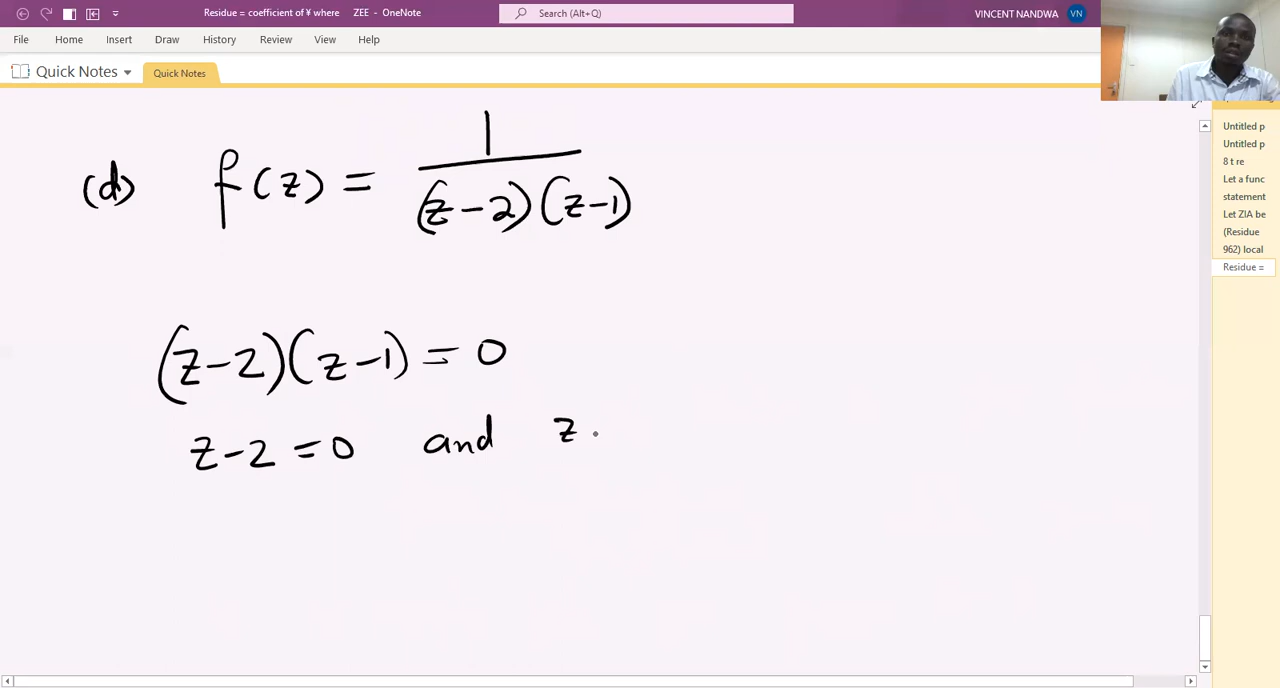 Residue = coefficient of ¥ where ZEE - OneNote
Search (Alt+Q)
VINCENT NANDWA VN
File Home Insert Draw History Review View Help
Quick Notes
Quick Notes
Untitled p
Untitled p
8 t re
Let a func
statement
Let ZIA be
(Residue
962) local
Residue =
(d) f(z) = 1 / (z-2)(z-1)
(z-2)(z-1) = 0
z-2 = 0 and z